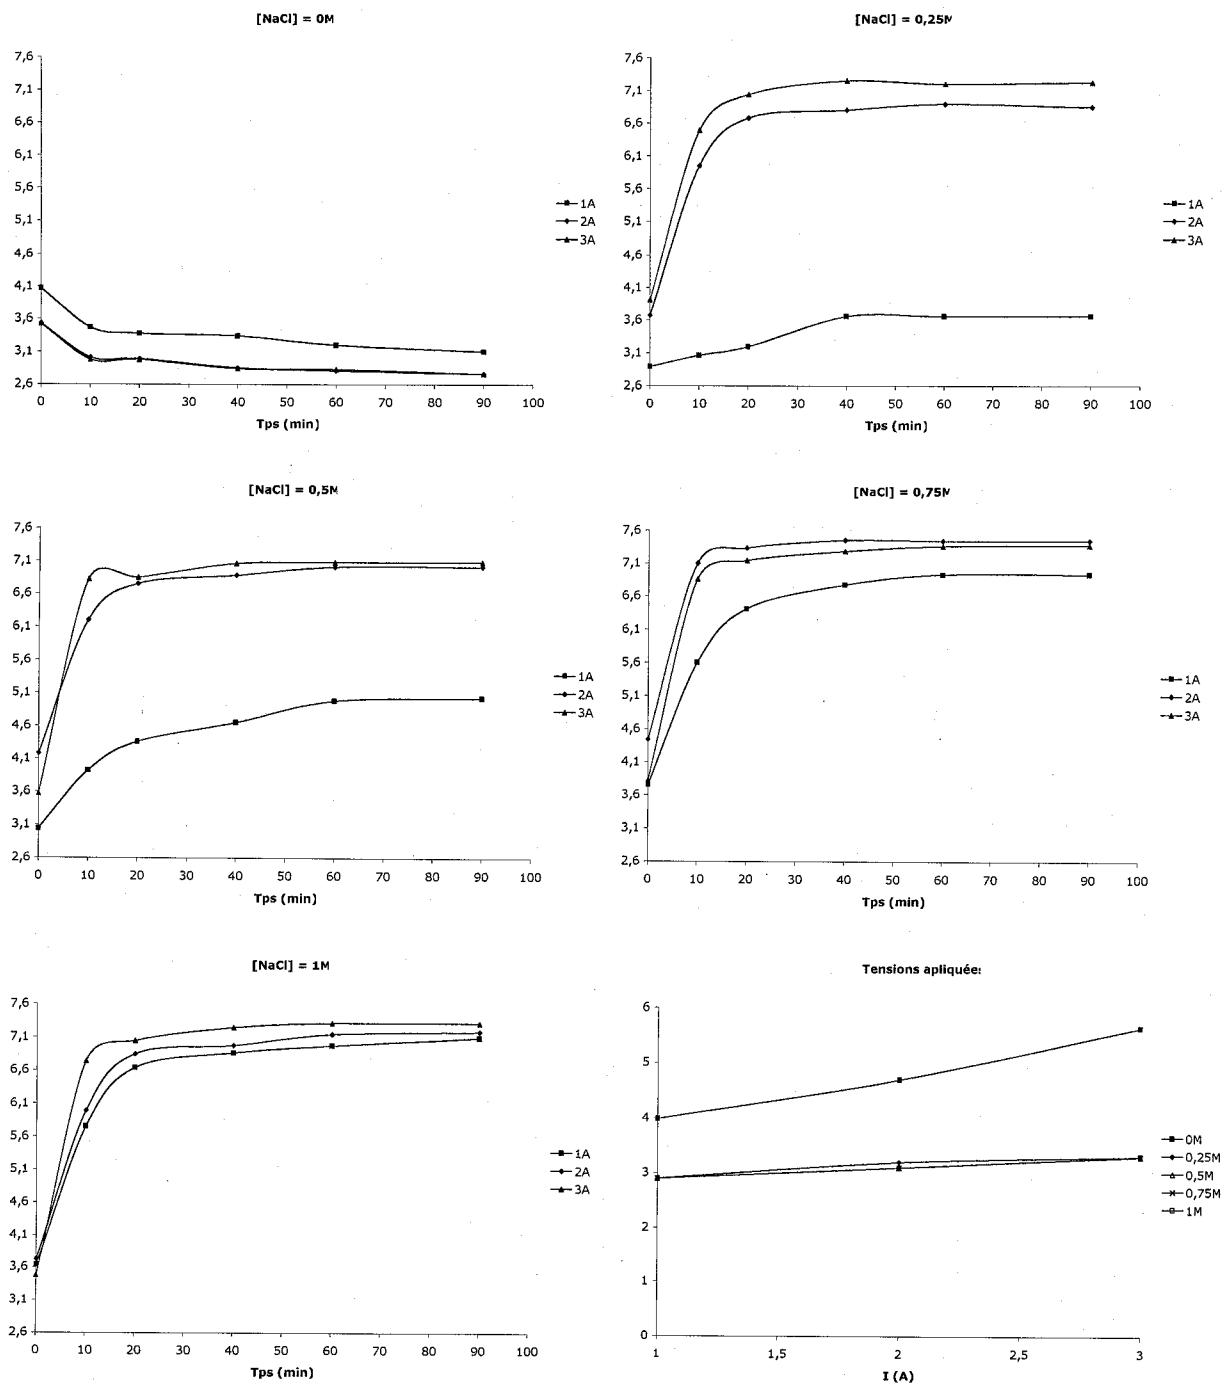 [NaCl] = 0M
7,6
7,1
6,6
6,1
5,6
5,1
4,6
4,1
3,6
3,1
2,6
0 10 20 30 40 50 60 70 80 90 100
Tps (min)
1A
2A
3A
[NaCl] = 0,25M
7,6
7,1
6,6
6,1
5,6
5,1
4,6
4,1
3,6
3,1
2,6
0 10 20 30 40 50 60 70 80 90 100
Tps (min)
1A
2A
3A
[NaCl] = 0,5M
7,6
7,1
6,6
6,1
5,6
5,1
4,6
4,1
3,6
3,1
2,6
0 10 20 30 40 50 60 70 80 90 100
Tps (min)
1A
2A
3A
[NaCl] = 0,75M
7,6
7,1
6,6
6,1
5,6
5,1
4,6
4,1
3,6
3,1
2,6
0 10 20 30 40 50 60 70 80 90 100
Tps (min)
1A
2A
3A
[NaCl] = 1M
7,6
7,1
6,6
6,1
5,6
5,1
4,6
4,1
3,6
3,1
2,6
0 10 20 30 40 50 60 70 80 90 100
Tps (min)
1A
2A
3A
Tensions apliquées
6
5
4
3
2
1
0
1 1,5 2 2,5 3
I (A)
0M
0,25M
0,5M
0,75M
1M